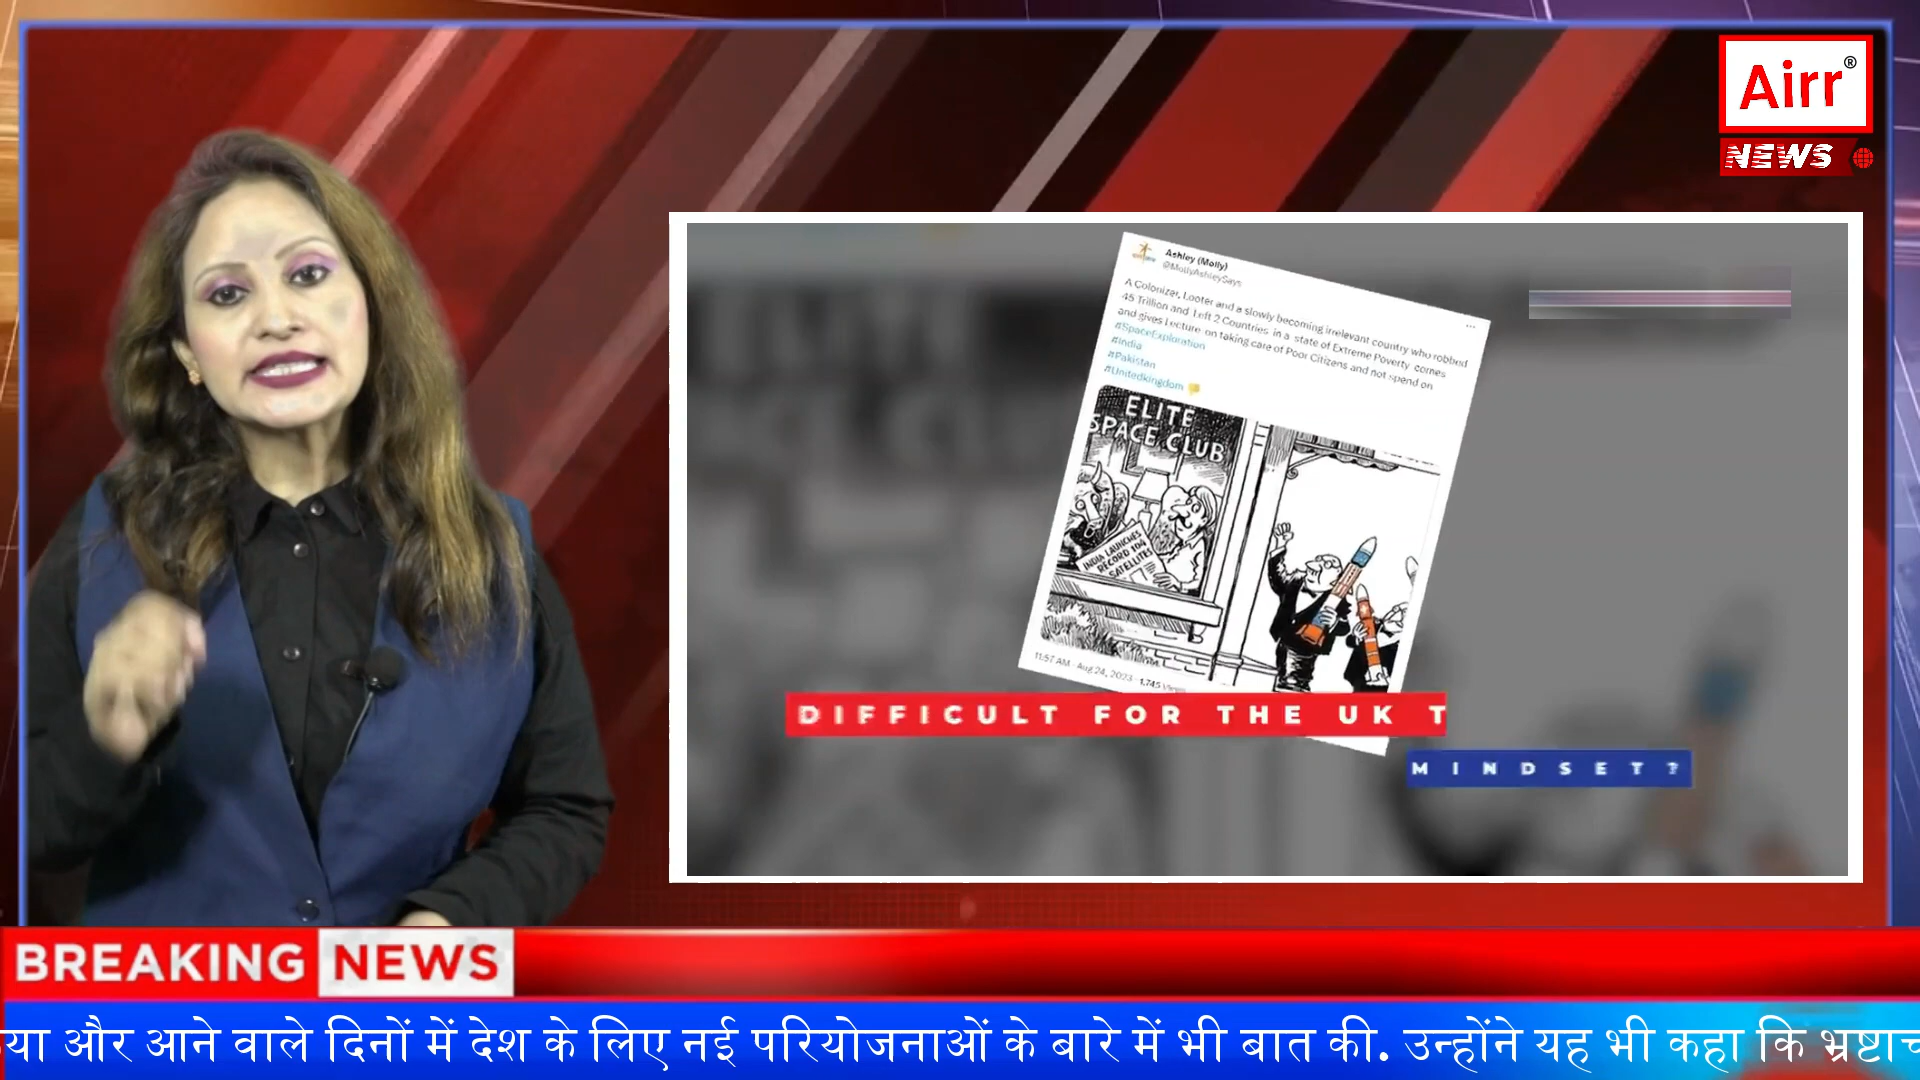 Airr®
NEWS
Ashley (Molly)
@MollyAshleySays
A Colonizer, Looter and a slowly becoming irrelevant country who robbed
45 Trillion and Left 2 Countries in a state of Extreme Poverty comes
and gives Lecture on taking care of Poor Citizens and not spend on
#SpaceExploration
#India
#Pakistan
#Unitedkingdom
ELITE
SPACE CLUB
INDIA LAUNCHES
RECORD 104
SATELLITES
11:57 AM · Aug 24, 2023 · 1,745 Views
DIFFICULT FOR THE UK T
MINDSET?
BREAKING NEWS
या और आने वाले दिनों में देश के लिए नई परियोजनाओं के बारे में भी बात की. उन्होंने यह भी कहा कि भ्रष्टाच